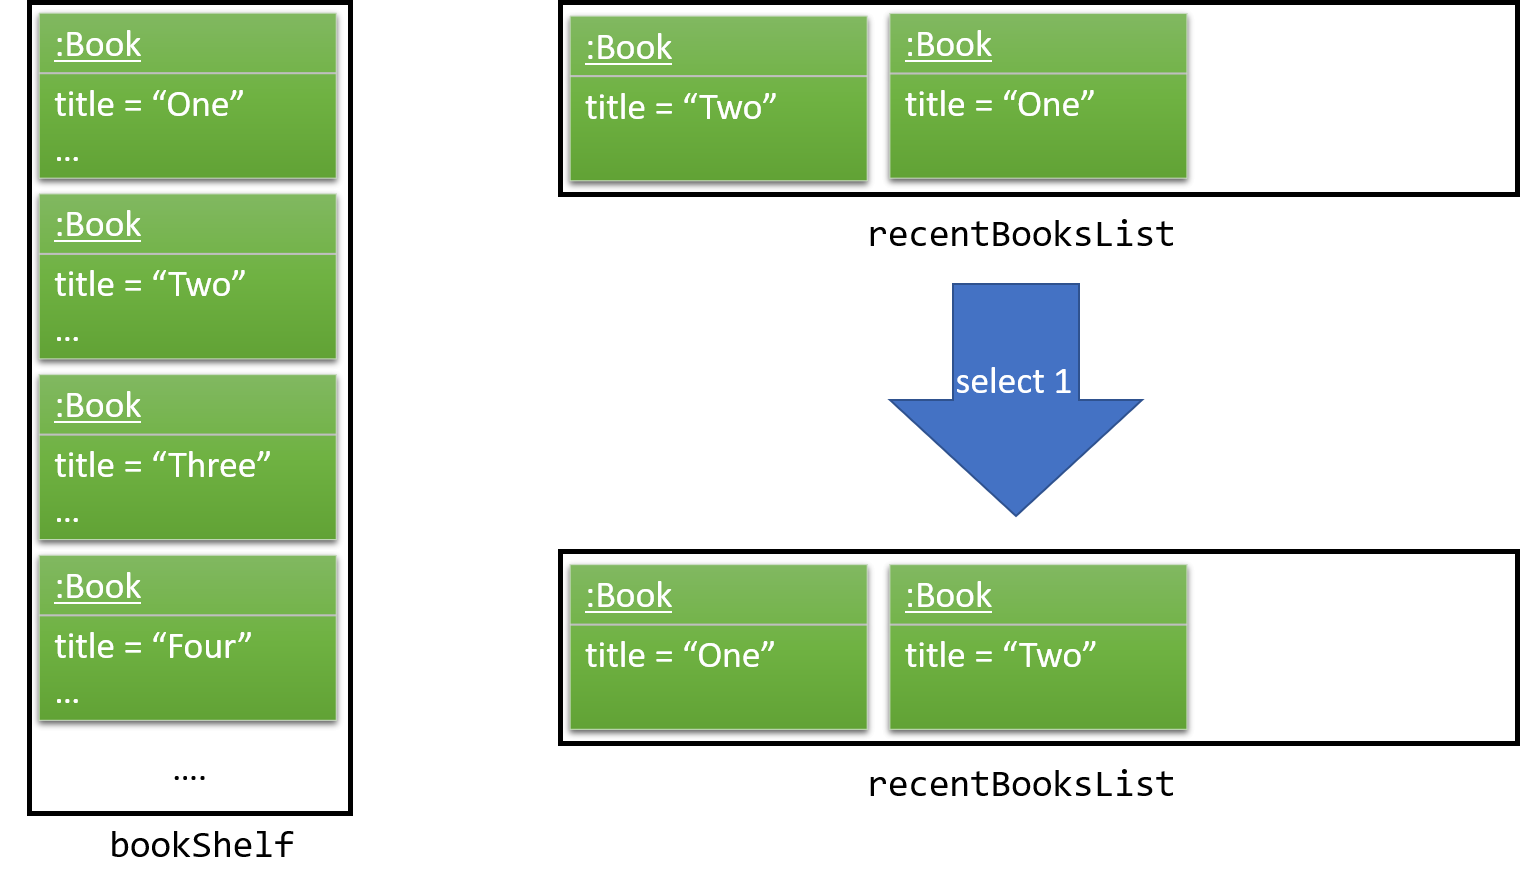 :Book
title = “One”
...
:Book
title = “Two”
...
:Book
title = “Three”
...
:Book
title = “Four”
...
....
bookShelf
:Book
title = “Two”
:Book
title = “One”
recentBooksList
select 1
:Book
title = “One”
:Book
title = “Two”
recentBooksList